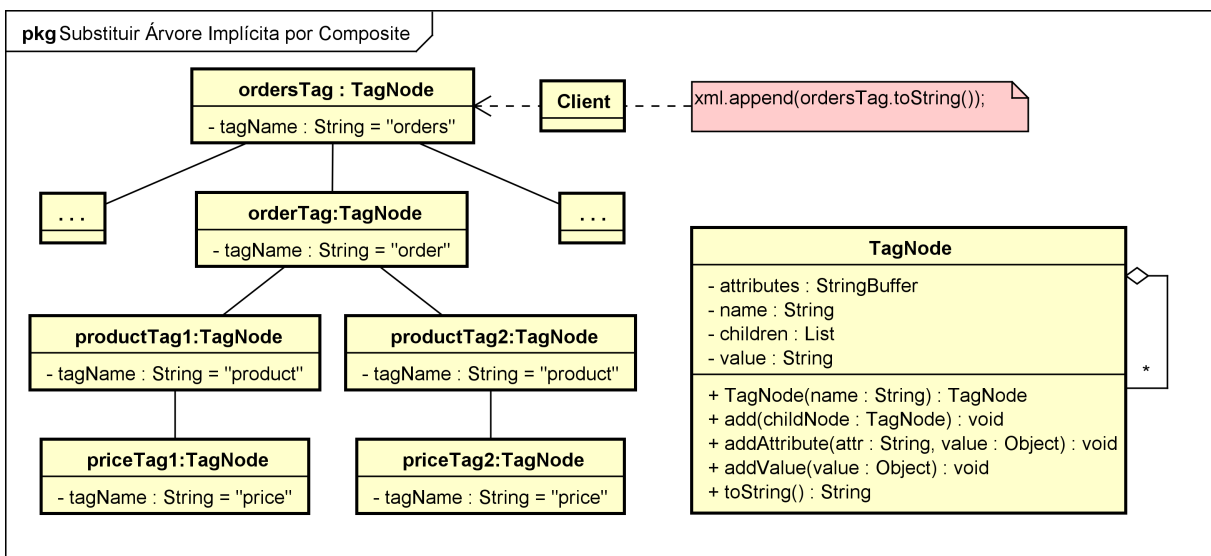 pkg Substituir Árvore Implícita por Composite
ordersTag : TagNode
- tagName : String = "orders"
Client
xml.append(ordersTag.toString());
. . .
orderTag:TagNode
- tagName : String = "order"
. . .
productTag1:TagNode
- tagName : String = "product"
productTag2:TagNode
- tagName : String = "product"
priceTag1:TagNode
- tagName : String = "price"
priceTag2:TagNode
- tagName : String = "price"
TagNode
- attributes : StringBuffer
- name : String
- children : List
- value : String
*
+ TagNode(name : String) : TagNode
+ add(childNode : TagNode) : void
+ addAttribute(attr : String, value : Object) : void
+ addValue(value : Object) : void
+ toString() : String